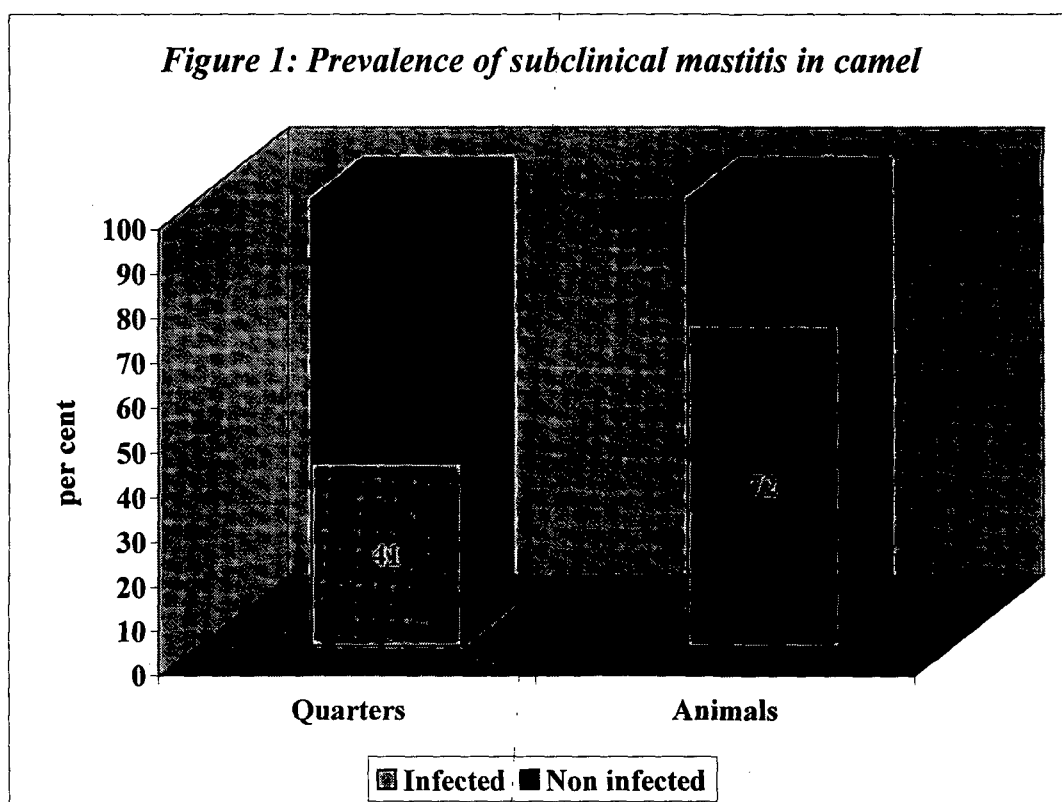 Figure 1: Prevalence of subclinical mastitis in camel
per cent
100
90
80
70
60
50
40
30
20
10
0
41
72
Quarters
Animals
Infected Non infected